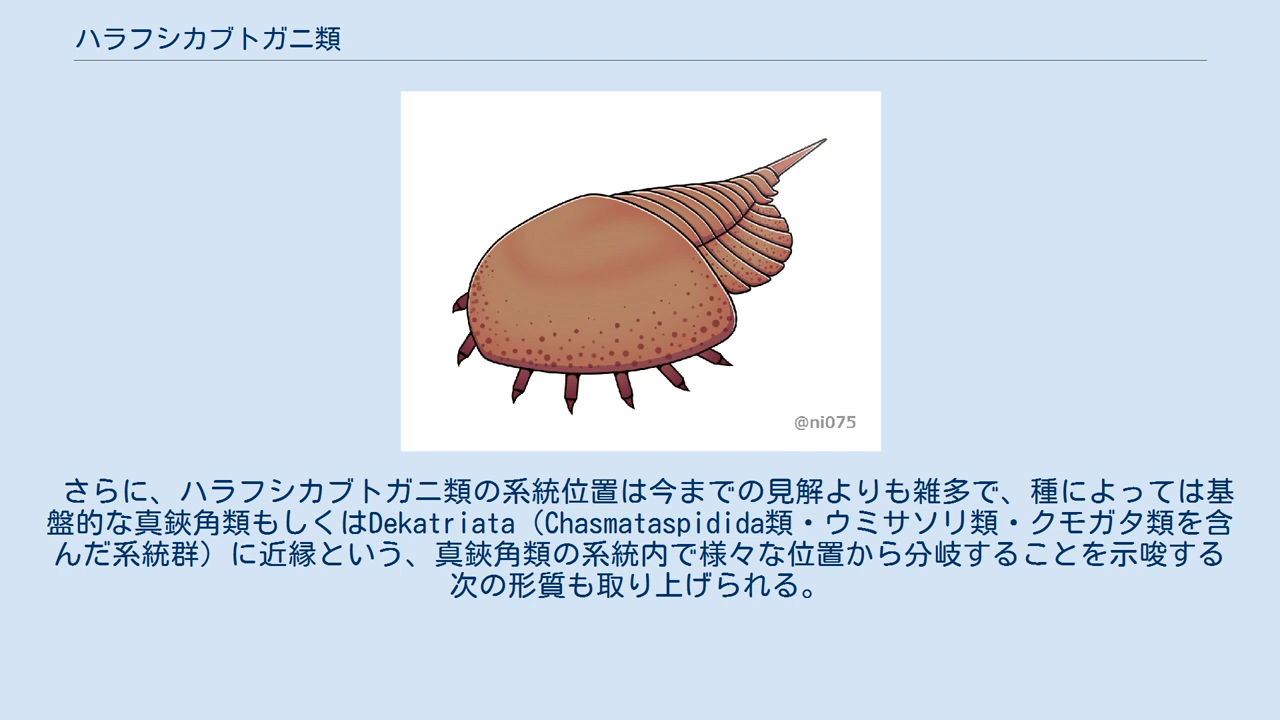 ハラフシカブトガニ類
@ni075
さらに、ハラフシカブトガニ類の系統位置は今までの見解よりも雑多で、種によっては基
盤的な真鋏角類もしくはDekatriata（Chasmataspidida類・ウミサソリ類・クモガタ類を含
んだ系統群）に近縁という、真鋏角類の系統内で様々な位置から分岐することを示唆する
次の形質も取り上げられる。